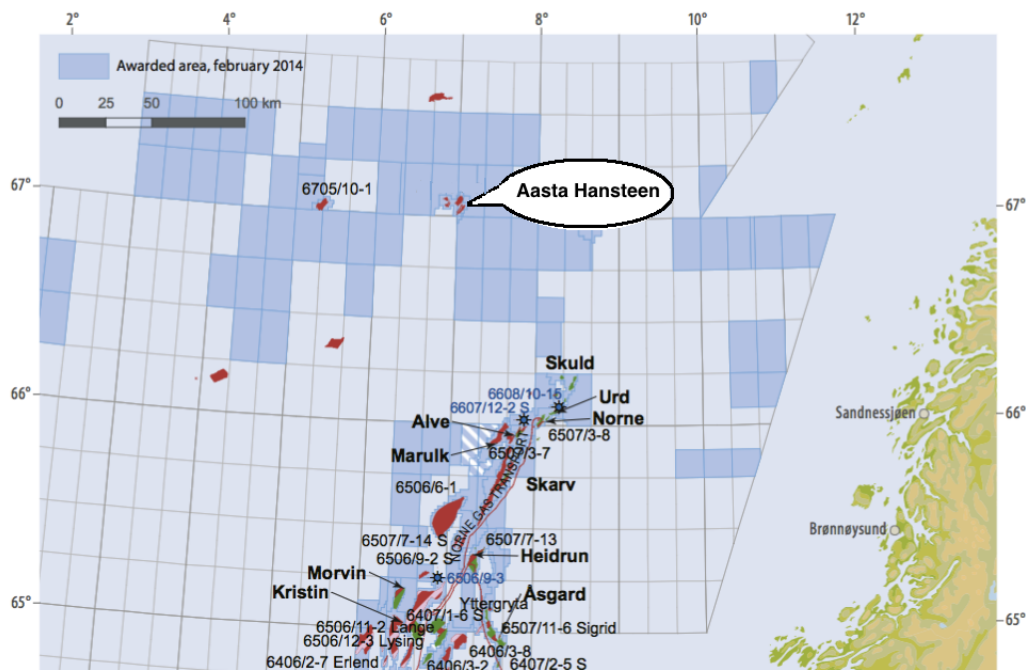 2°
4°
6°
8°
10°
12°
Awarded area, february 2014
0 25 50 100 km
67°
6705/10-1
Aasta Hansteen
67°
Skuld
66°
6608/10-15
Urd
6607/12-2 S
Norne
Sandnessjøen
66°
Alve
6507/3-8
Marulk
6507/3-7
6506/6-1
Skarv
NORNE GAS TRANSPORT
Brønnøysund
6507/7-14 S
6507/7-13
6506/9-2 S
Heidrun
Morvin
6506/9-3
Kristin
Åsgard
65°
Yttergryta
6407/1-6 S
65°
6506/11-2 Lange
6507/11-6 Sigrid
6506/12-3 Lysing
6406/3-8
6406/2-7 Erlend
6406/3-2
6407/2-5 S